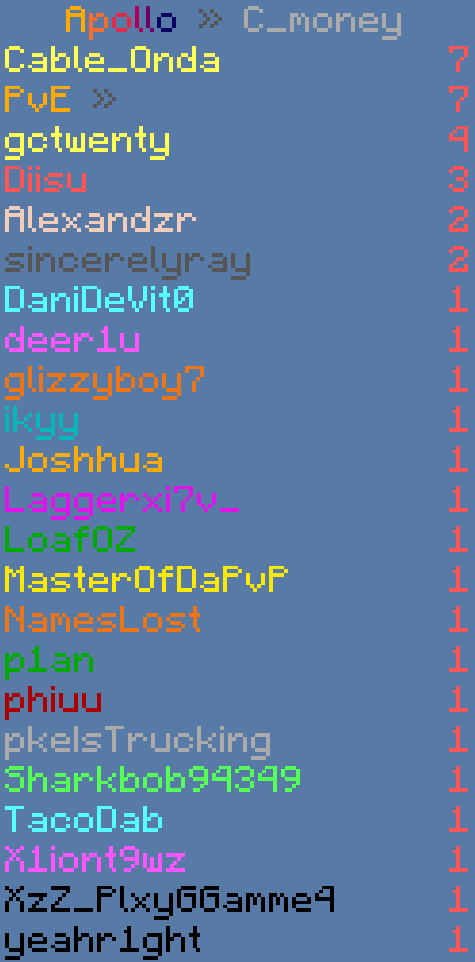 Apollo » C_money
Cable_Onda 7
PvE » 7
gctwenty 4
Diisu 3
Alexandzr 2
sincerelyray 2
DaniDeVit0 1
deer1u 1
glizzyboy7 1
ikyy 1
Joshhua 1
Laggerxi7v_ 1
LoafOZ 1
MasterOfDaPvP 1
NamesLost 1
p1an 1
phiuu 1
pkelsTrucking 1
Sharkbob94349 1
TacoDab 1
X1iont9wz 1
XzZ_PlxyGGamme4 1
yeahr1ght 1